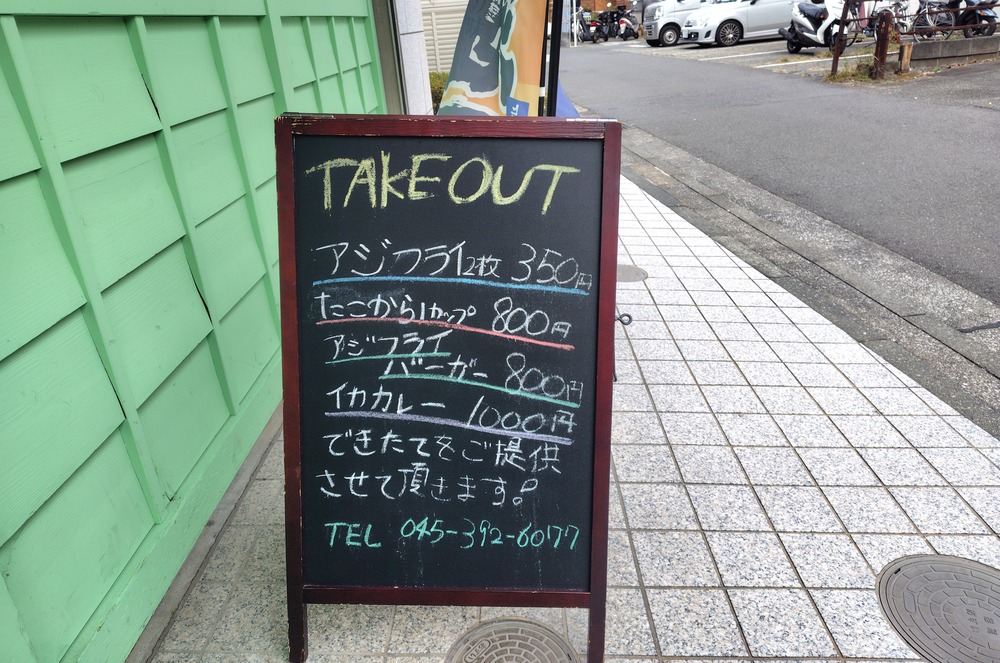 TAKEOUT
アジフライ2枚 350円
たこから1カップ 800円
アジフライ
バーガー 800円
イカカレー 1000円
できたてをご提供
させて頂きます。
TEL 045-392-6077